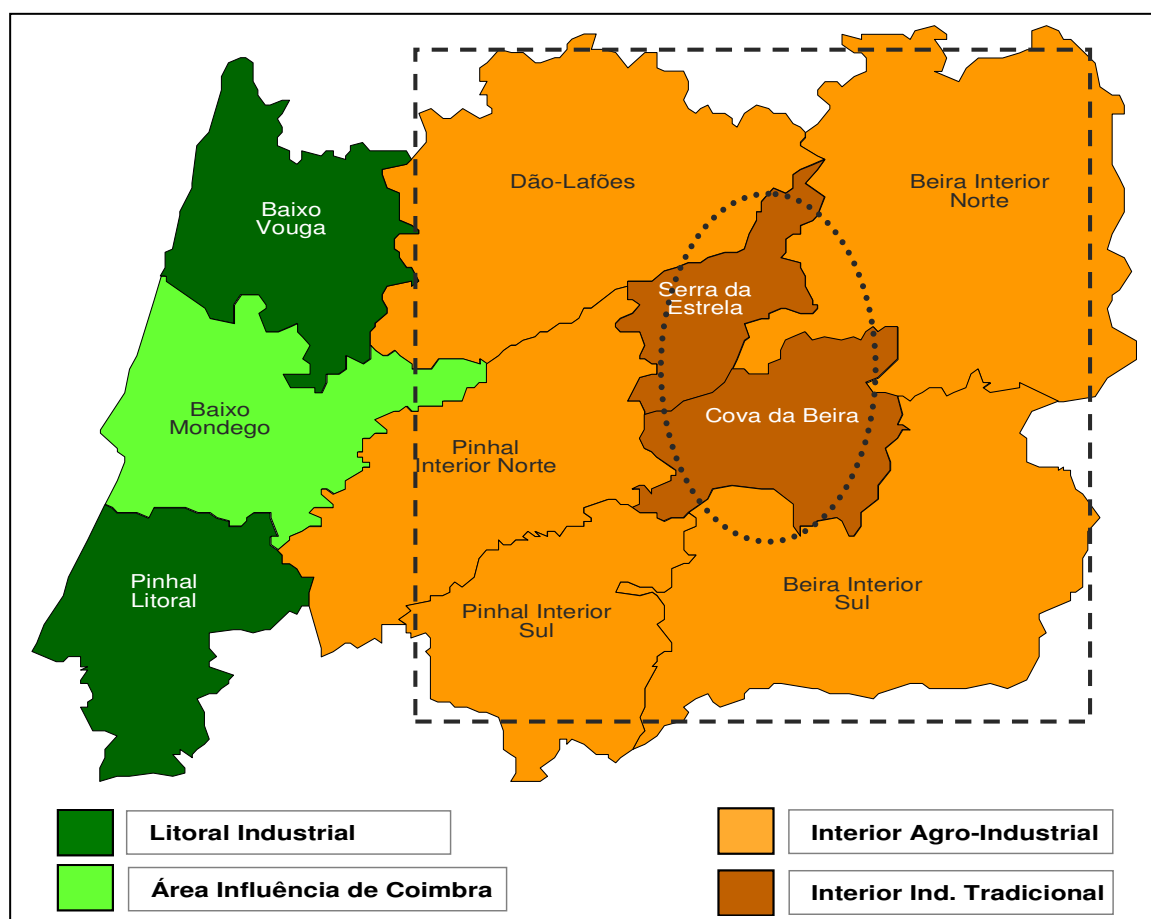 Dão-Lafões
Beira Interior
Norte
Baixo
Vouga
Serra da
Estrela
Baixo
Mondego
Cova da Beira
Pinhal
Interior Norte
Pinhal
Litoral
Pinhal Interior
Sul
Beira Interior
Sul
Litoral Industrial
Interior Agro-Industrial
Área Influência de Coimbra
Interior Ind. Tradicional